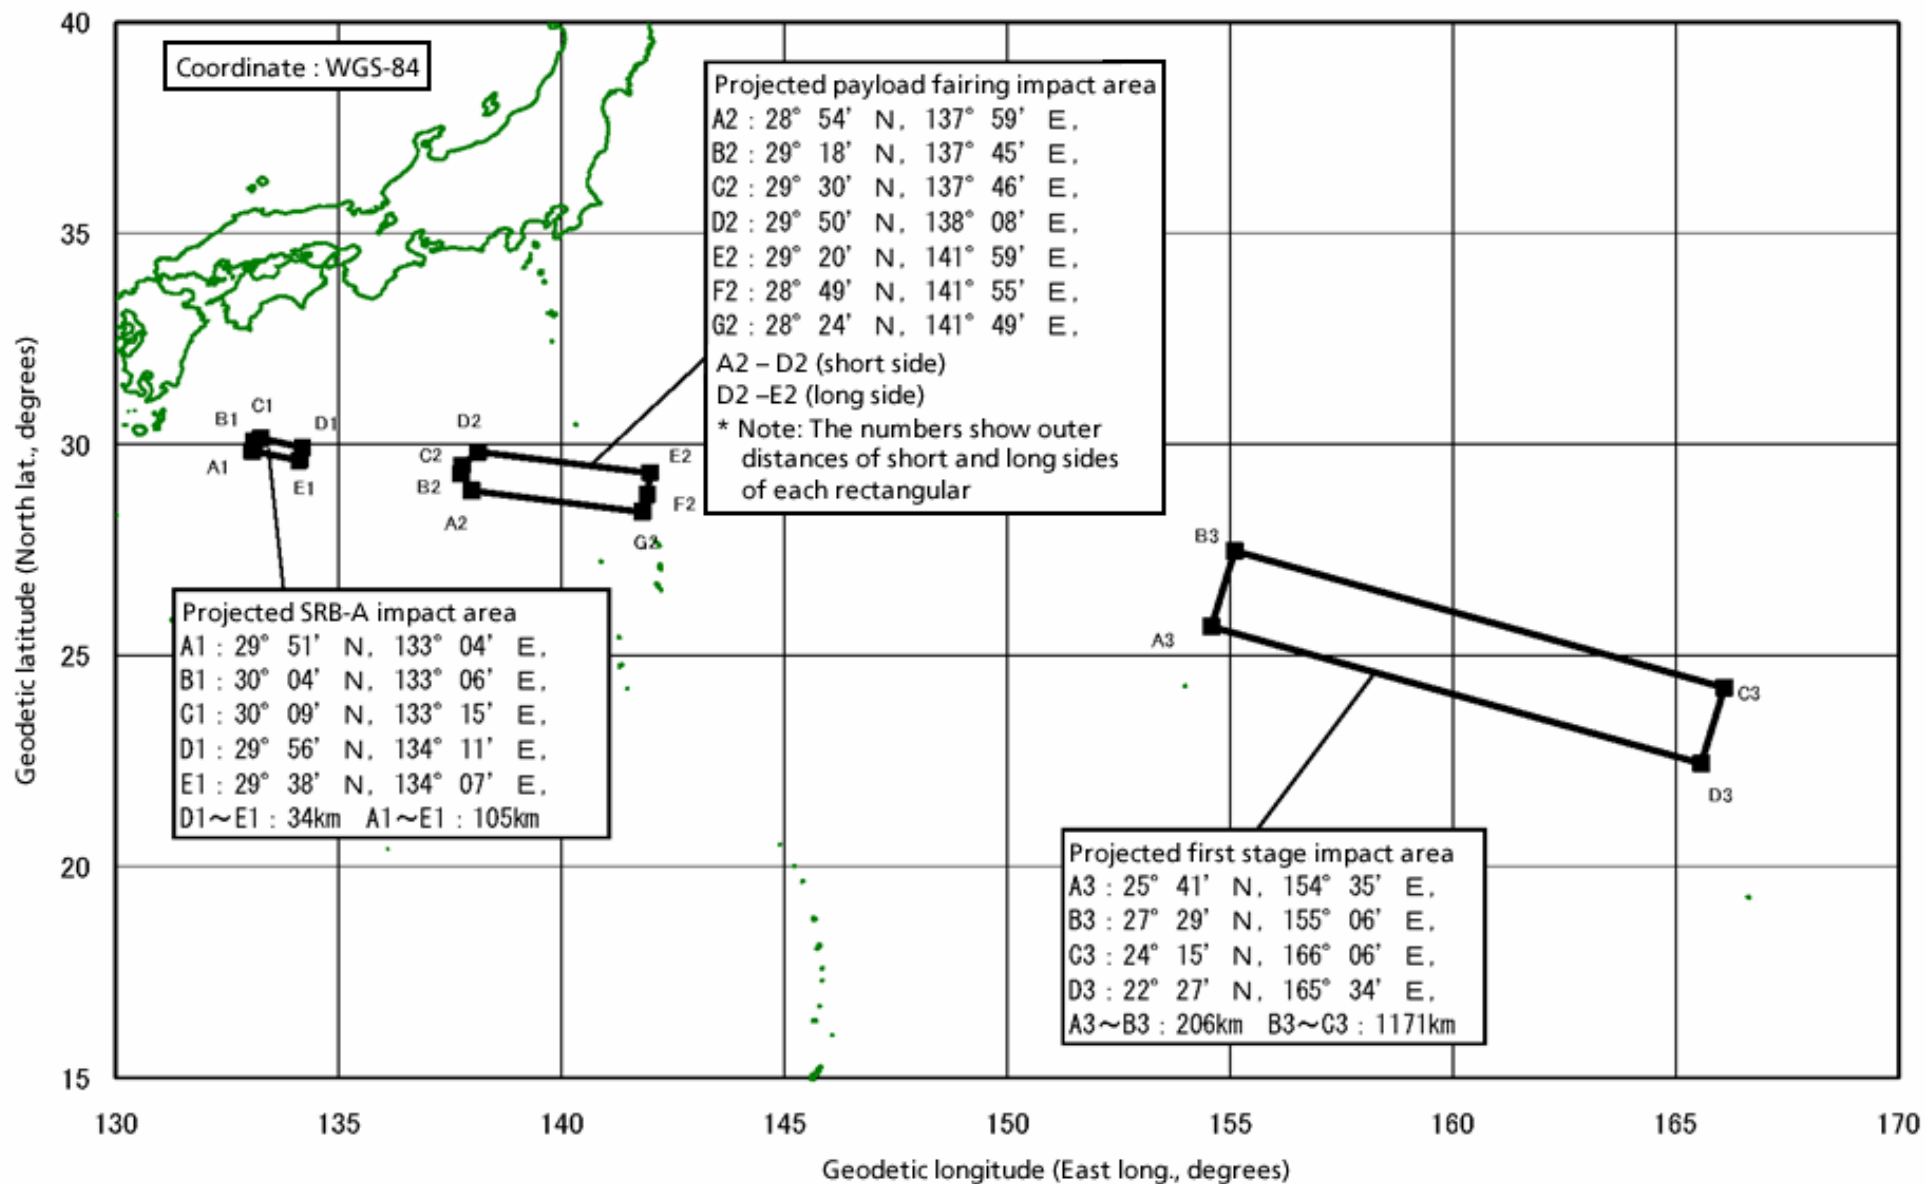 40
35
30
25
20
15
Geodetic latitude (North lat., degrees)
Coordinate : WGS-84
Projected payload fairing impact area
A2 : 28° 54' N, 137° 59' E,
B2 : 29° 18' N, 137° 45' E,
C2 : 29° 30' N, 137° 46' E,
D2 : 29° 50' N, 138° 08' E,
E2 : 29° 20' N, 141° 59' E,
F2 : 28° 49' N, 141° 55' E,
G2 : 28° 24' N, 141° 49' E,
A2 – D2 (short side)
D2 –E2 (long side)
* Note: The numbers show outer
distances of short and long sides
of each rectangular
C1
B1
D1
A1
E1
D2
C2
B2
A2
E2
F2
G2
B3
A3
C3
D3
Projected SRB-A impact area
A1 : 29° 51' N, 133° 04' E,
B1 : 30° 04' N, 133° 06' E,
C1 : 30° 09' N, 133° 15' E,
D1 : 29° 56' N, 134° 11' E,
E1 : 29° 38' N, 134° 07' E,
D1～E1 : 34km A1～E1 : 105km
Projected first stage impact area
A3 : 25° 41' N, 154° 35' E,
B3 : 27° 29' N, 155° 06' E,
C3 : 24° 15' N, 166° 06' E,
D3 : 22° 27' N, 165° 34' E,
A3～B3 : 206km B3～C3 : 1171km
130 135 140 145 150 155 160 165 170
Geodetic longitude (East long., degrees)